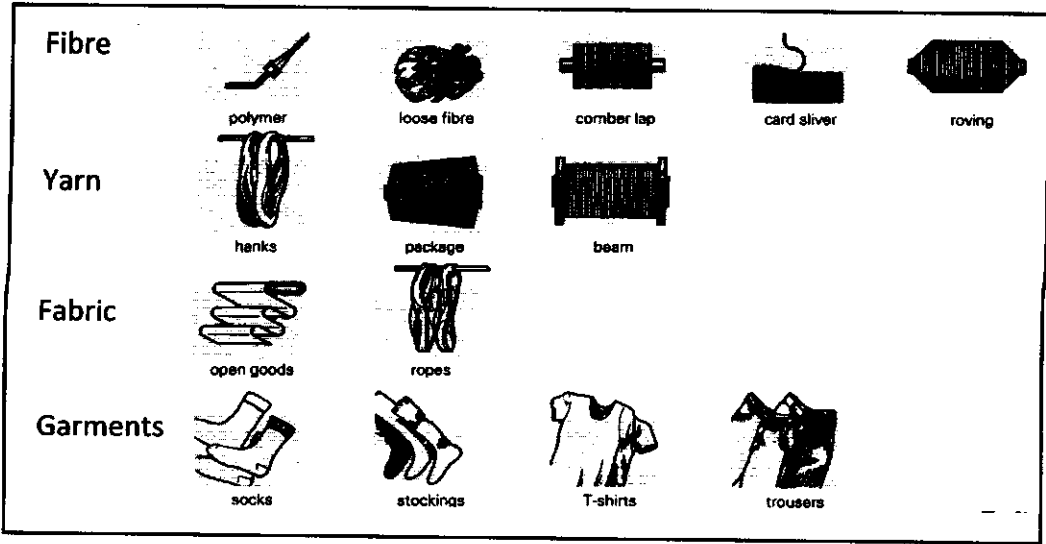 Fibre
polymer loose fibre comber lap card sliver roving
Yarn
hanks package beam
Fabric
open goods ropes
Garments
socks stockings T-shirts trousers